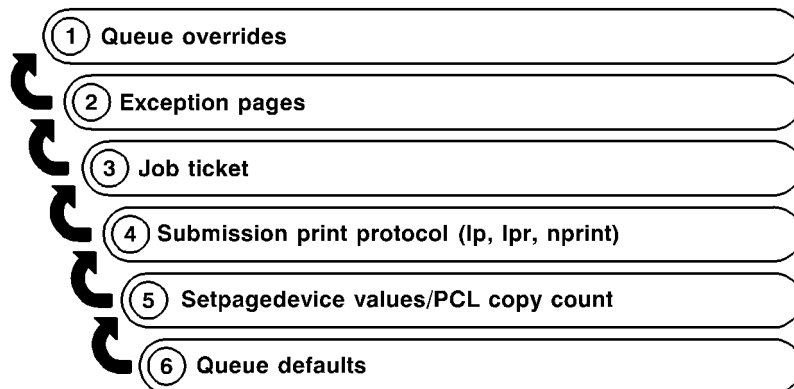 1 Queue overrides
2 Exception pages
3 Job ticket
4 Submission print protocol (lp, lpr, nprint)
5 Setpagedevice values/PCL copy count
6 Queue defaults